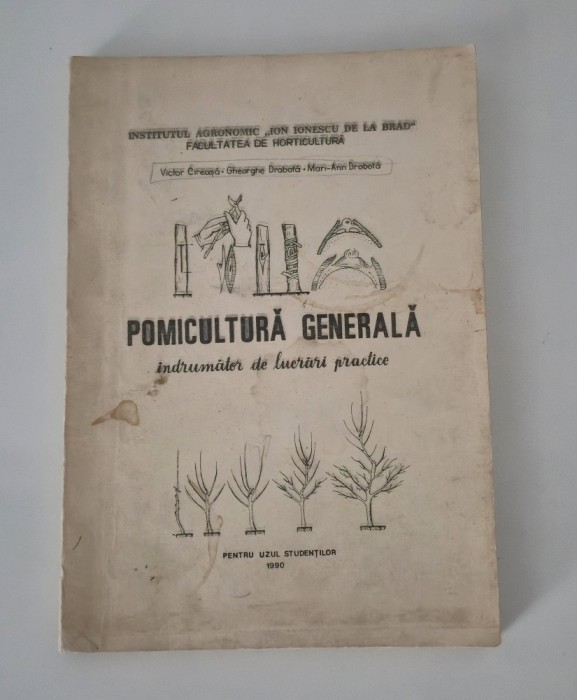 INSTITUTUL AGRONOMIC „ION IONESCU DE LA BRAD"
FACULTATEA DE HORTICULTURĂ
Victor Cireașă · Gheorghe Drobotă · Mari-Ann Drobotă
POMICULTURĂ GENERALĂ
îndrumător de lucrări practice
PENTRU UZUL STUDENȚILOR
1990